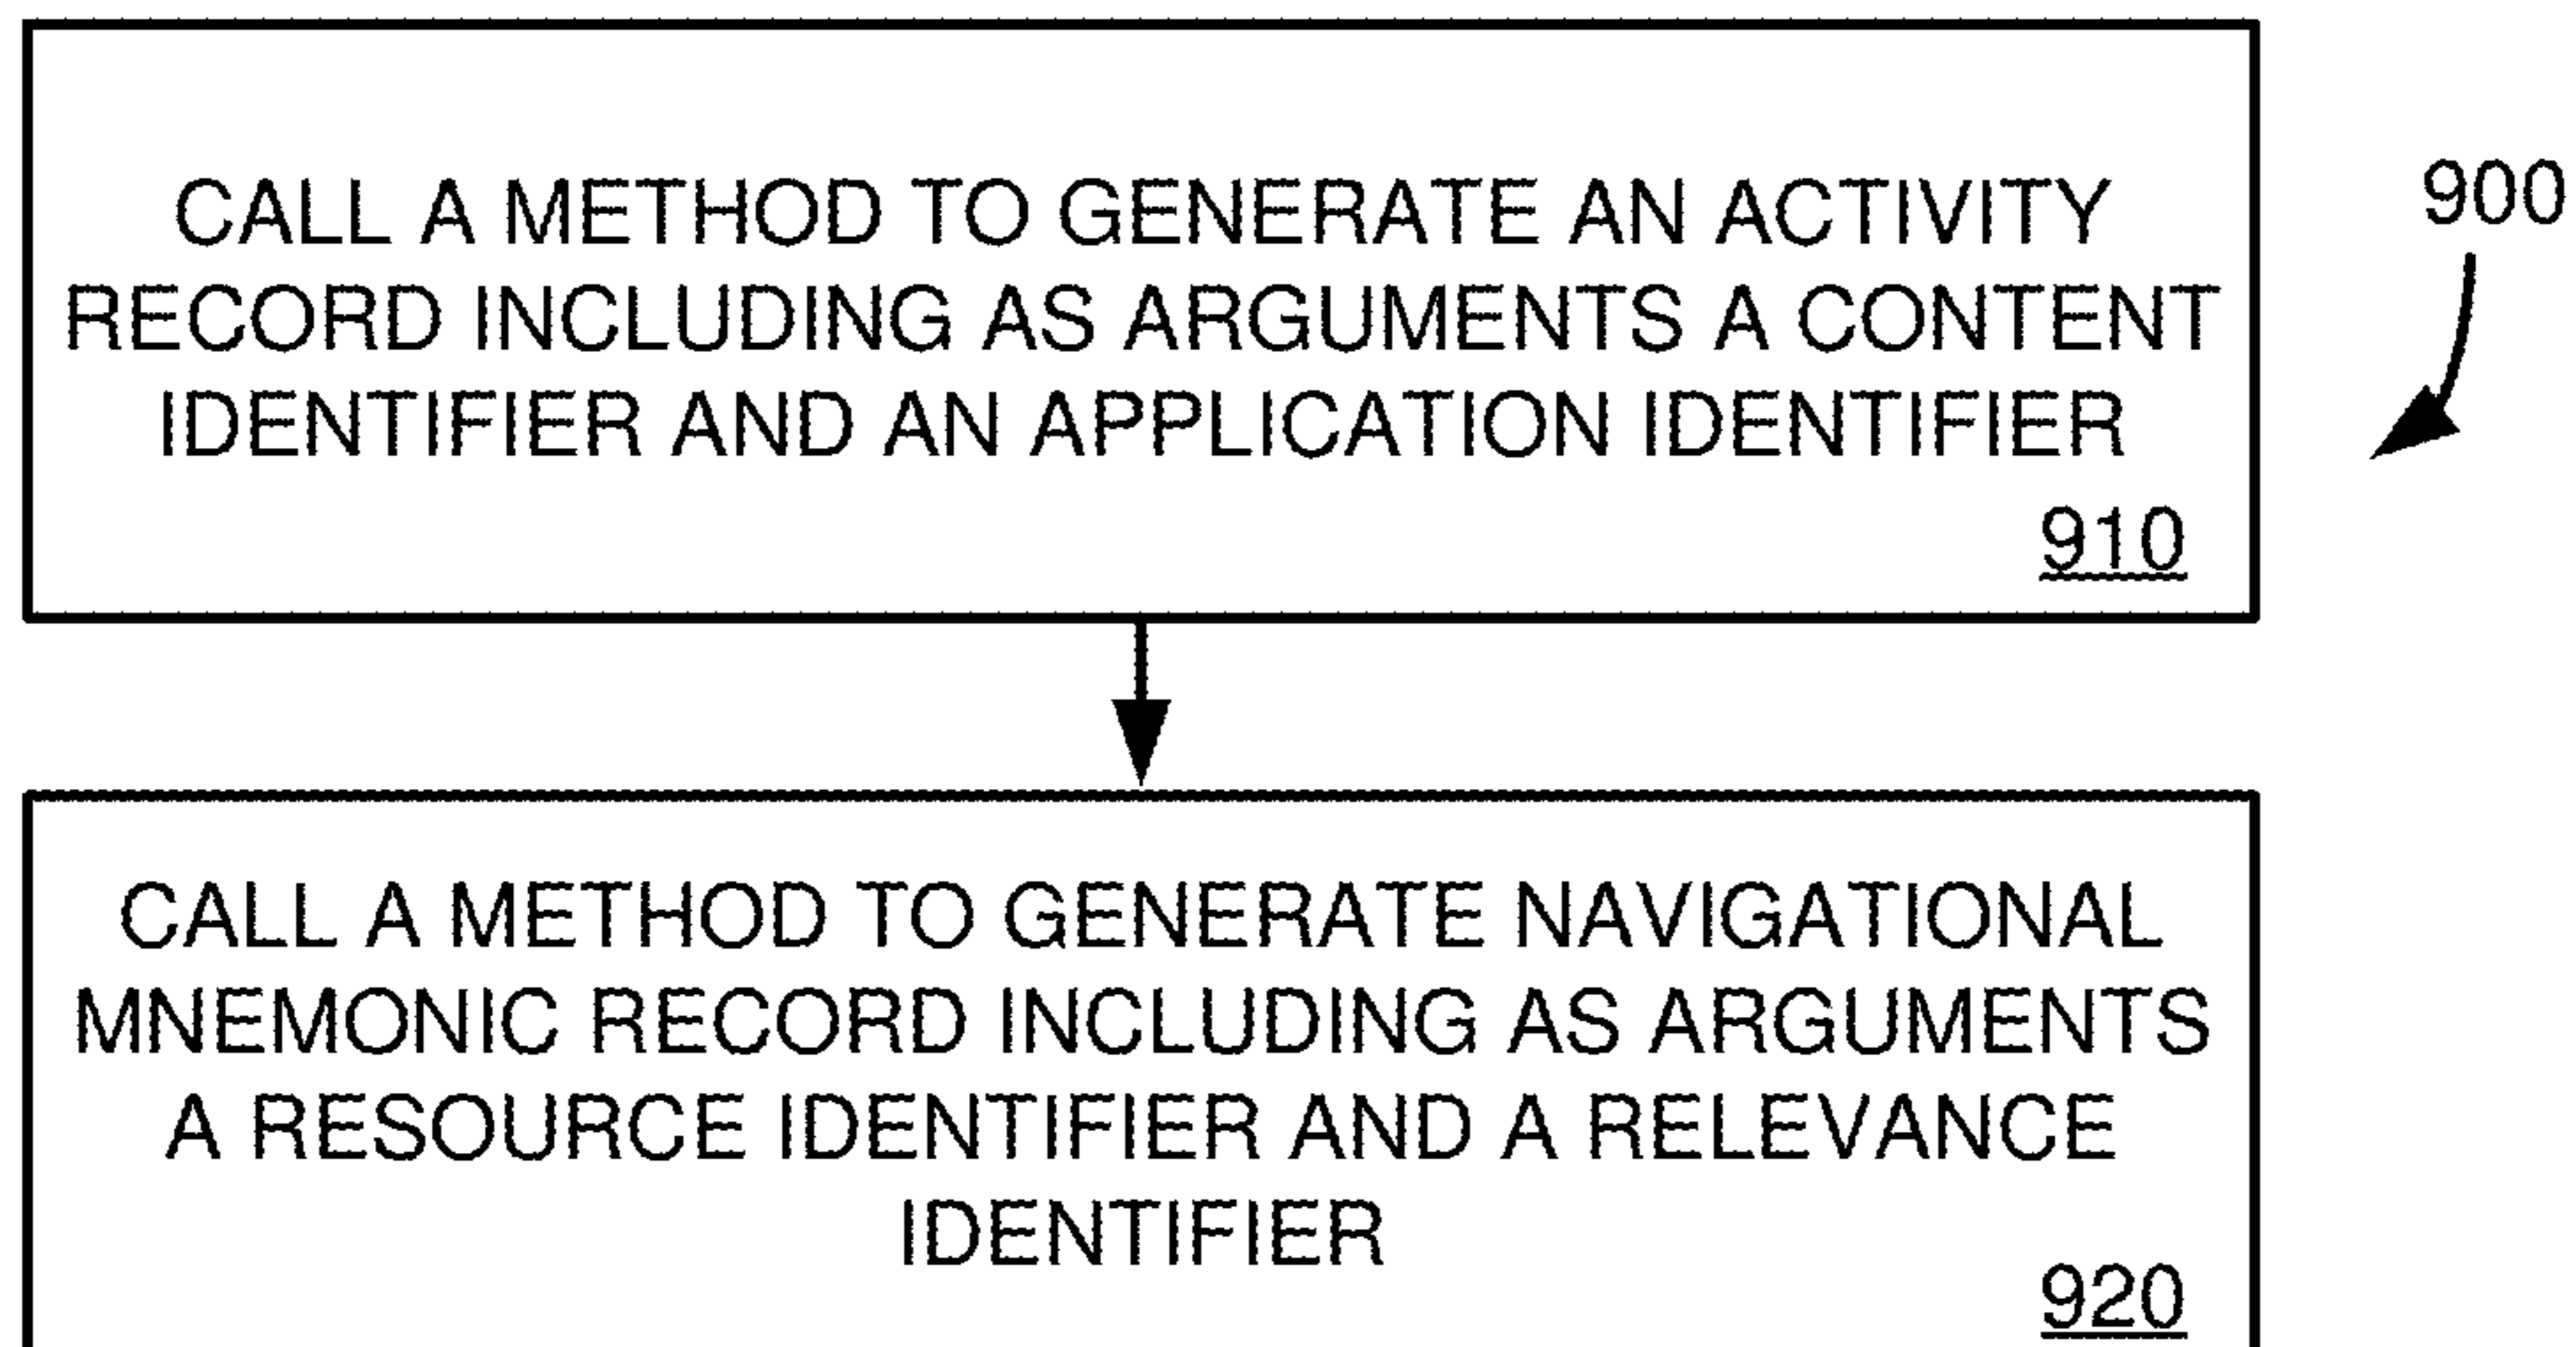 CALL A METHOD TO GENERATE AN ACTIVITY
RECORD INCLUDING AS ARGUMENTS A CONTENT
IDENTIFIER AND AN APPLICATION IDENTIFIER
910
900
CALL A METHOD TO GENERATE NAVIGATIONAL
MNEMONIC RECORD INCLUDING AS ARGUMENTS
A RESOURCE IDENTIFIER AND A RELEVANCE
IDENTIFIER
920